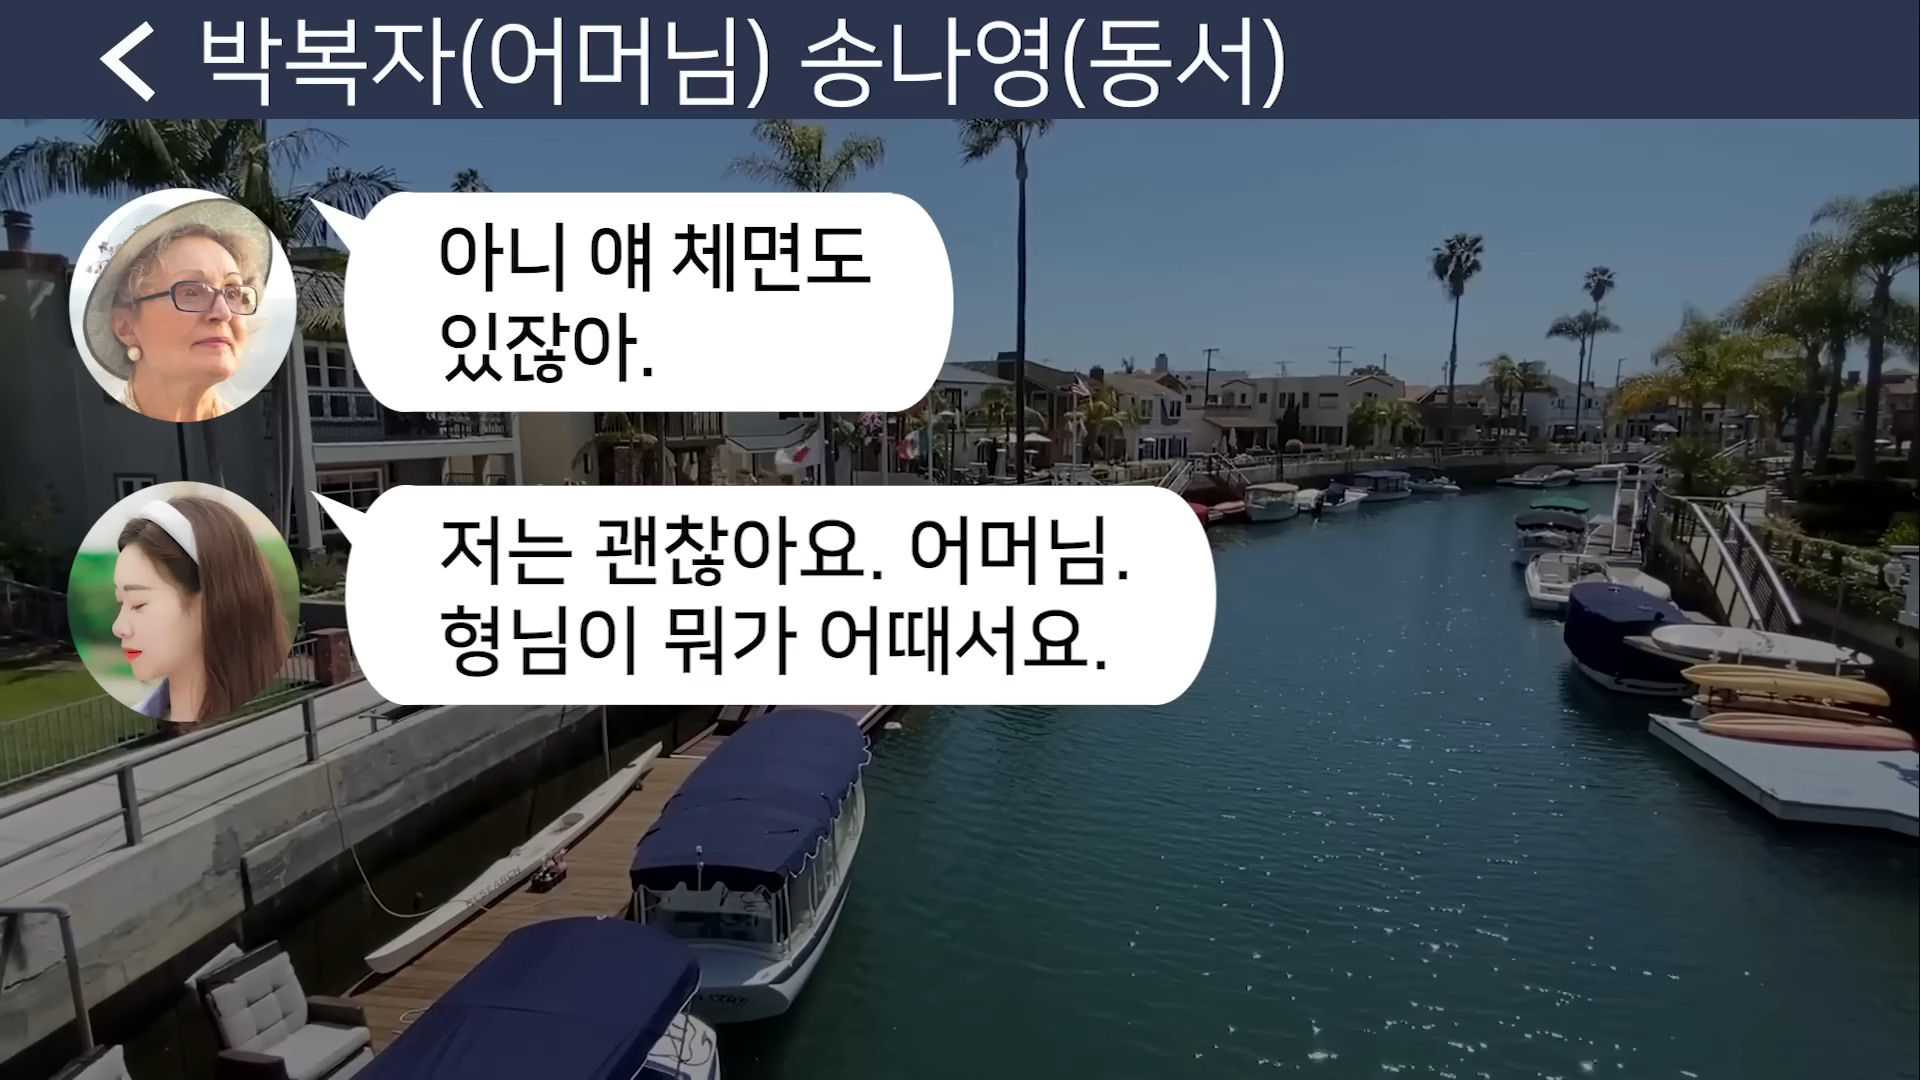 박복자(어머님) 송나영(동서)
아니 얘 체면도
있잖아.
저는 괜찮아요. 어머님.
형님이 뭐가 어때서요.
RESEARCH